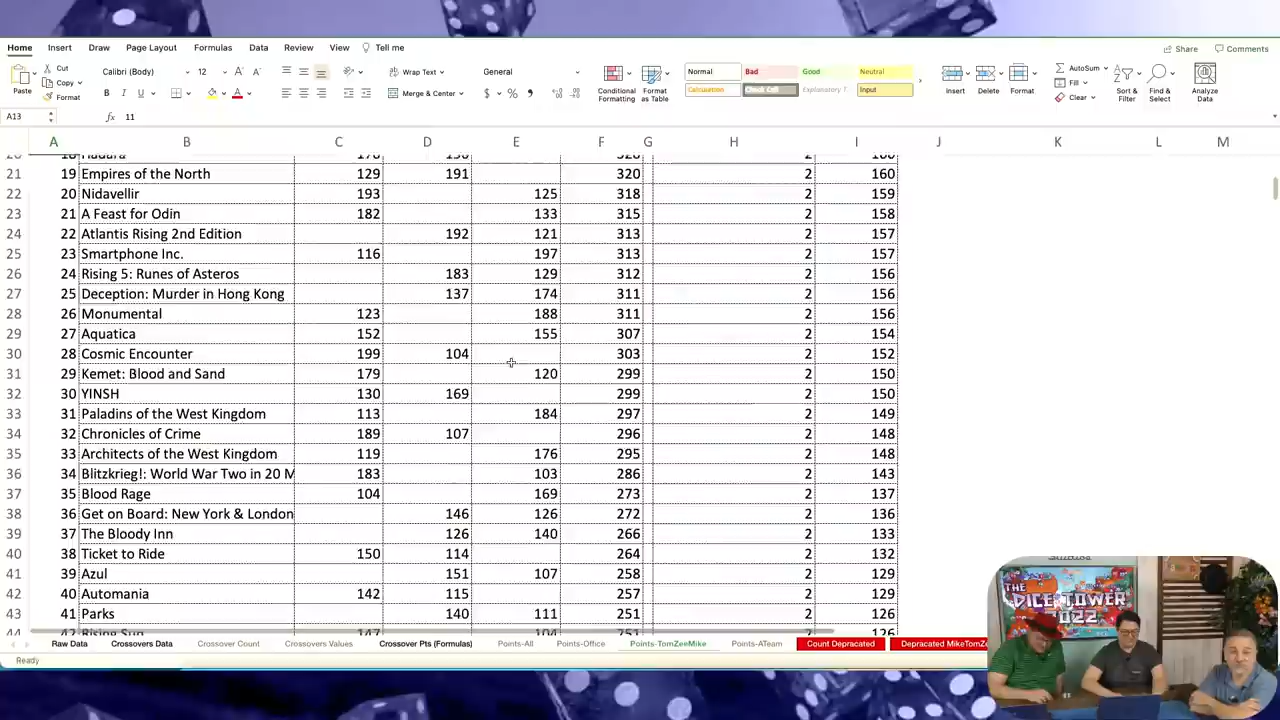 Home Insert Draw Page Layout Formulas Data Review View Tell me Share Comments
Cut Calibri (Body) 12 Wrap Text General Normal Bad Good Neutral AutoSum
Copy Fill
Paste Format Merge & Center Conditional Formatting Format as Table Calculation Check Cell Explanatory T... Input Insert Delete Format Clear Sort & Filter Find & Select Analyze Data
A13 fx 11
A B C D E F G H I J K L M
21 19 Empires of the North 129 191 320 2 160
22 20 Nidavellir 193 125 318 2 159
23 21 A Feast for Odin 182 133 315 2 158
24 22 Atlantis Rising 2nd Edition 192 121 313 2 157
25 23 Smartphone Inc. 116 197 313 2 157
26 24 Rising 5: Runes of Asteros 183 129 312 2 156
27 25 Deception: Murder in Hong Kong 137 174 311 2 156
28 26 Monumental 123 188 311 2 156
29 27 Aquatica 152 155 307 2 154
30 28 Cosmic Encounter 199 104 303 2 152
31 29 Kemet: Blood and Sand 179 120 299 2 150
32 30 YINSH 130 169 299 2 150
33 31 Paladins of the West Kingdom 113 184 297 2 149
34 32 Chronicles of Crime 189 107 296 2 148
35 33 Architects of the West Kingdom 119 176 295 2 148
36 34 Blitzkrieg!: World War Two in 20 M 183 103 286 2 143
37 35 Blood Rage 104 169 273 2 137
38 36 Get on Board: New York & London 146 126 272 2 136
39 37 The Bloody Inn 126 140 266 2 133
40 38 Ticket to Ride 150 114 264 2 132
41 39 Azul 151 107 258 2 129
42 40 Automania 142 115 257 2 129
43 41 Parks 140 111 251 2 126
44 42 Rising Sun 147 104 251 2 126
Raw Data Crossovers Data Crossover Count Crossovers Values Crossover Pts (Formulas) Points-All Points-Office Points-TomZeeMike Points-ATeam Count Depracated Depracated MikeTomZe
Ready
THE
DICE TOWER
2022